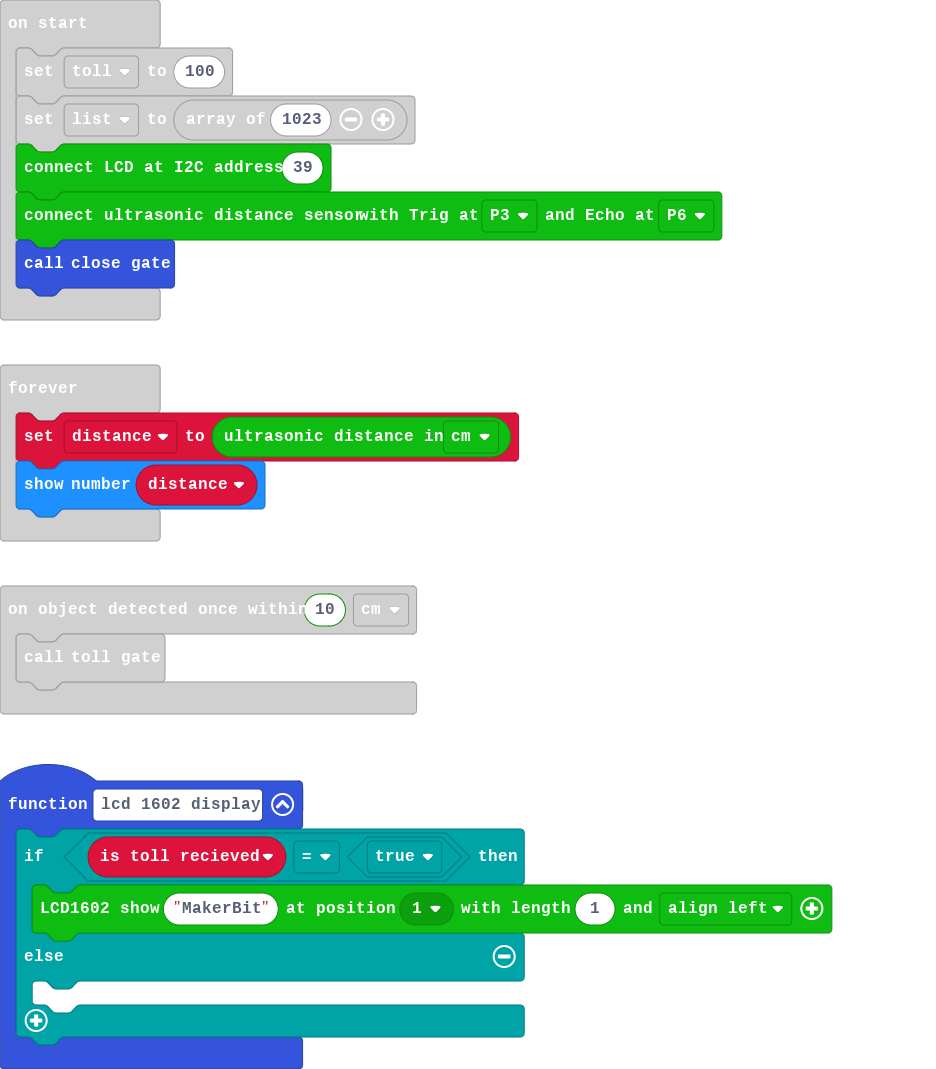 on start
set toll to 100
set list to array of 1023
connect LCD at I2C address 39
connect ultrasonic distance sensor with Trig at P3 and Echo at P6
call close gate
forever
set distance to ultrasonic distance in cm
show number distance
on object detected once within 10 cm
call toll gate
function lcd 1602 display
if is toll recieved = true then
LCD1602 show "MakerBit" at position 1 with length 1 and align left
else